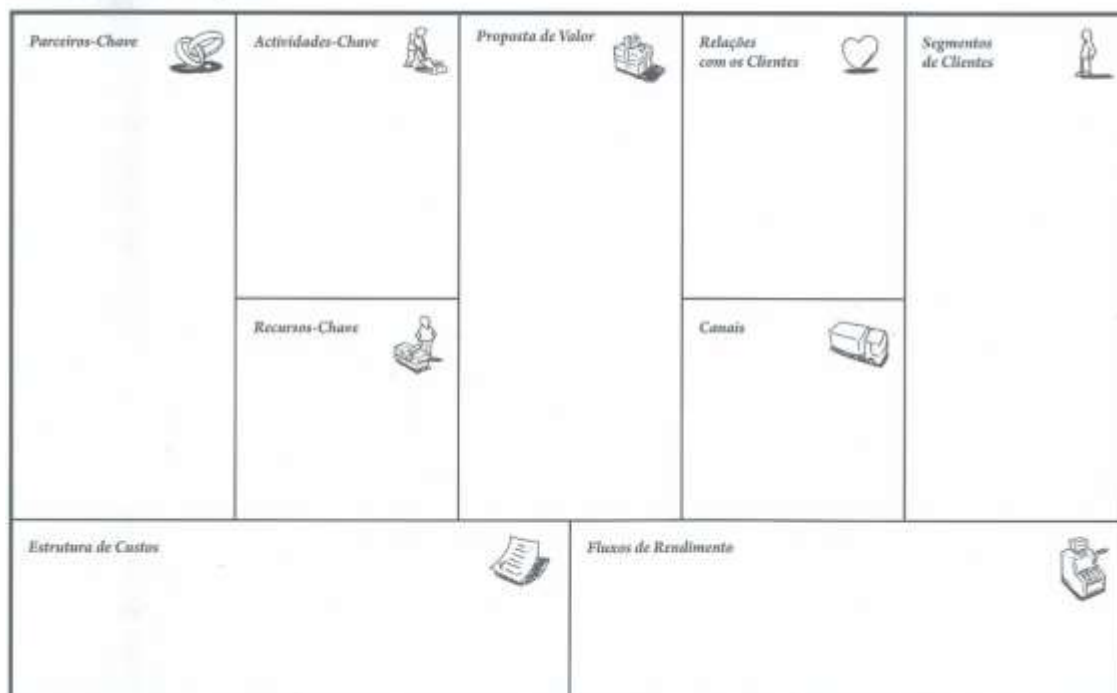 Parceiros-Chave
Actividades-Chave
Proposta de Valor
Relações
com os Clientes
Segmentos
de Clientes
Recursos-Chave
Canais
Estrutura de Custos
Fluxos de Rendimento